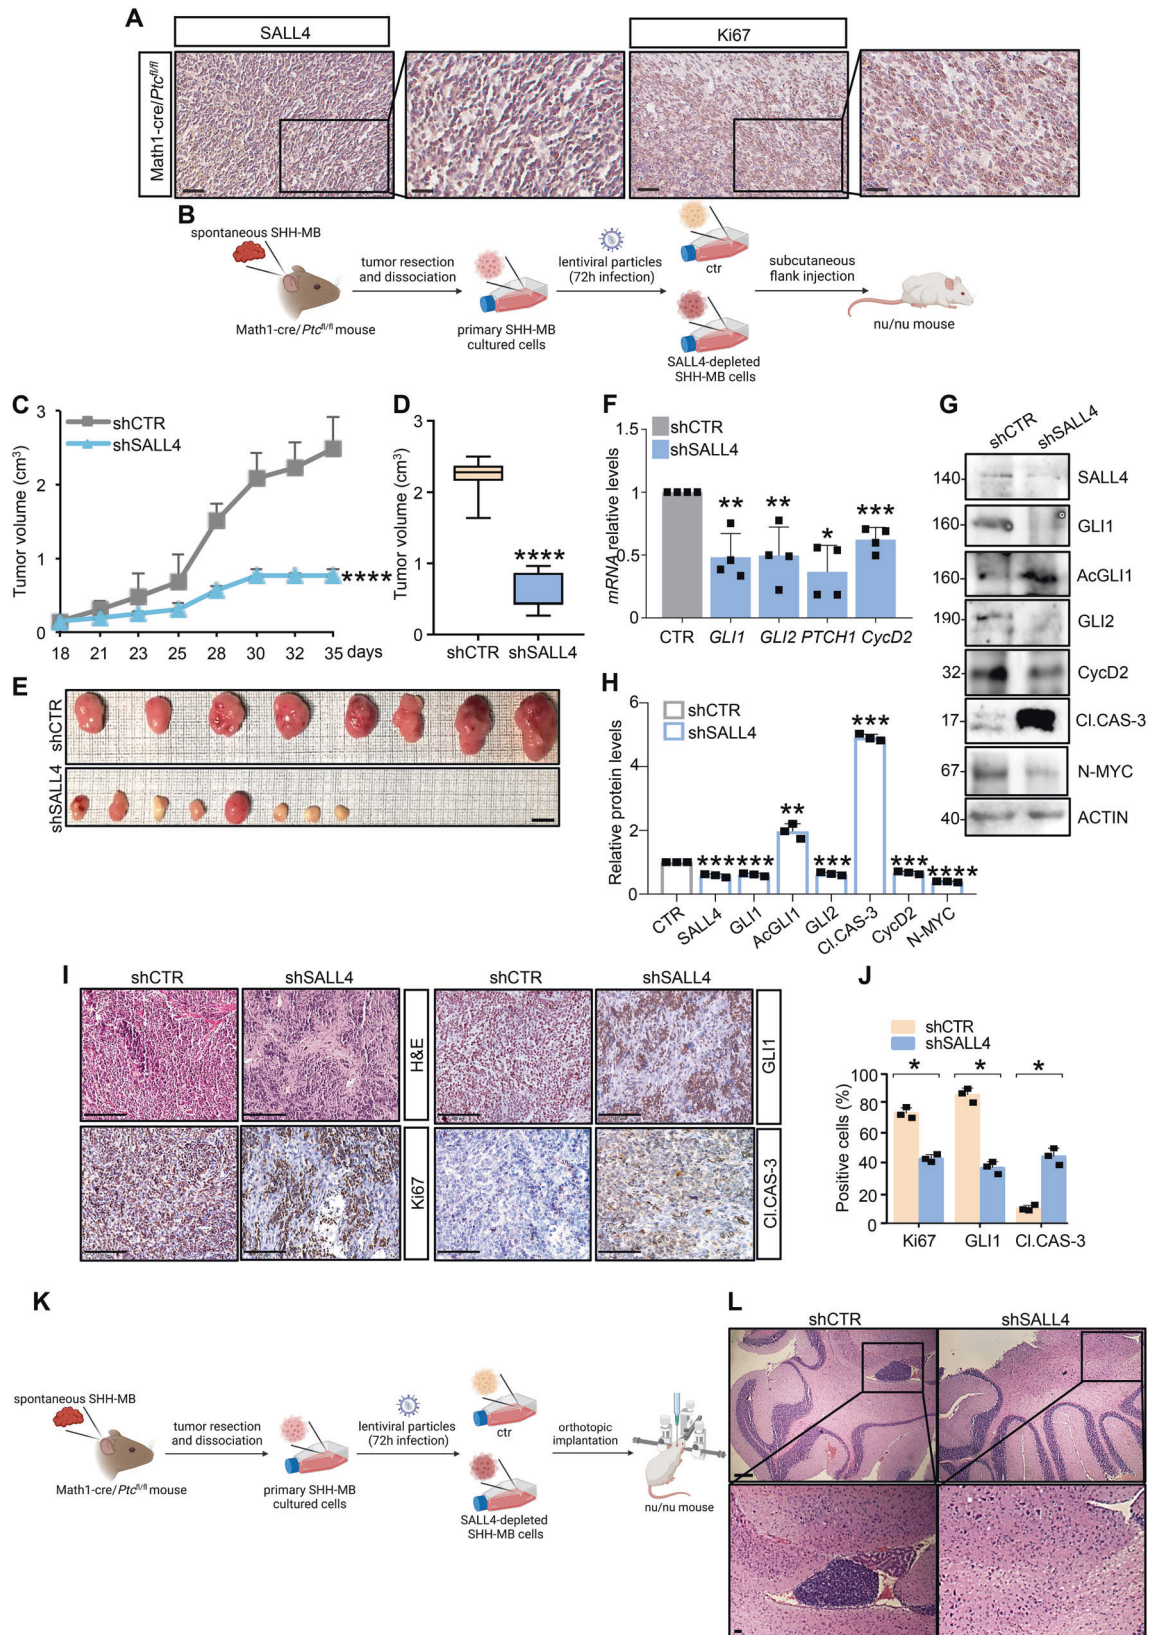 A
SALL4
Ki67
Math1-cre/Ptcfl/fl
B
spontaneous SHH-MB
Math1-cre/Ptcfl/fl mouse
tumor resection
and dissociation
primary SHH-MB
cultured cells
lentiviral particles
(72h infection)
ctr
SALL4-depleted
SHH-MB cells
subcutaneous
flank injection
nu/nu mouse
C
Tumor volume (cm3)
3
2
1
0
shCTR
shSALL4
****
18 21 23 25 28 30 32 35 days
D
Tumor volume (cm3)
3
2
1
0
****
shCTR shSALL4
E
shCTR
shSALL4
F
mRNA relative levels
1.5
1
0.5
0
shCTR
shSALL4
** ** * ***
CTR GLI1 GLI2 PTCH1 CycD2
G
shCTR shSALL4
140 SALL4
160 GLI1
160 AcGLI1
190 GLI2
32 CycD2
17 Cl.CAS-3
67 N-MYC
40 ACTIN
H
Relative protein levels
6
4
2
0
shCTR
shSALL4
*** *** ** *** *** *** ****
CTR SALL4 GLI1 AcGLI1 GLI2 Cl.CAS-3 CycD2 N-MYC
I
shCTR shSALL4 shCTR shSALL4
H&E
GLI1
Ki67
Cl.CAS-3
J
shCTR
shSALL4
Positive cells (%)
100
80
60
40
20
0
* * *
Ki67 GLI1 Cl.CAS-3
K
spontaneous SHH-MB
Math1-cre/Ptcfl/fl mouse
tumor resection
and dissociation
primary SHH-MB
cultured cells
lentiviral particles
(72h infection)
ctr
SALL4-depleted
SHH-MB cells
orthotopic
implantation
nu/nu mouse
L
shCTR shSALL4